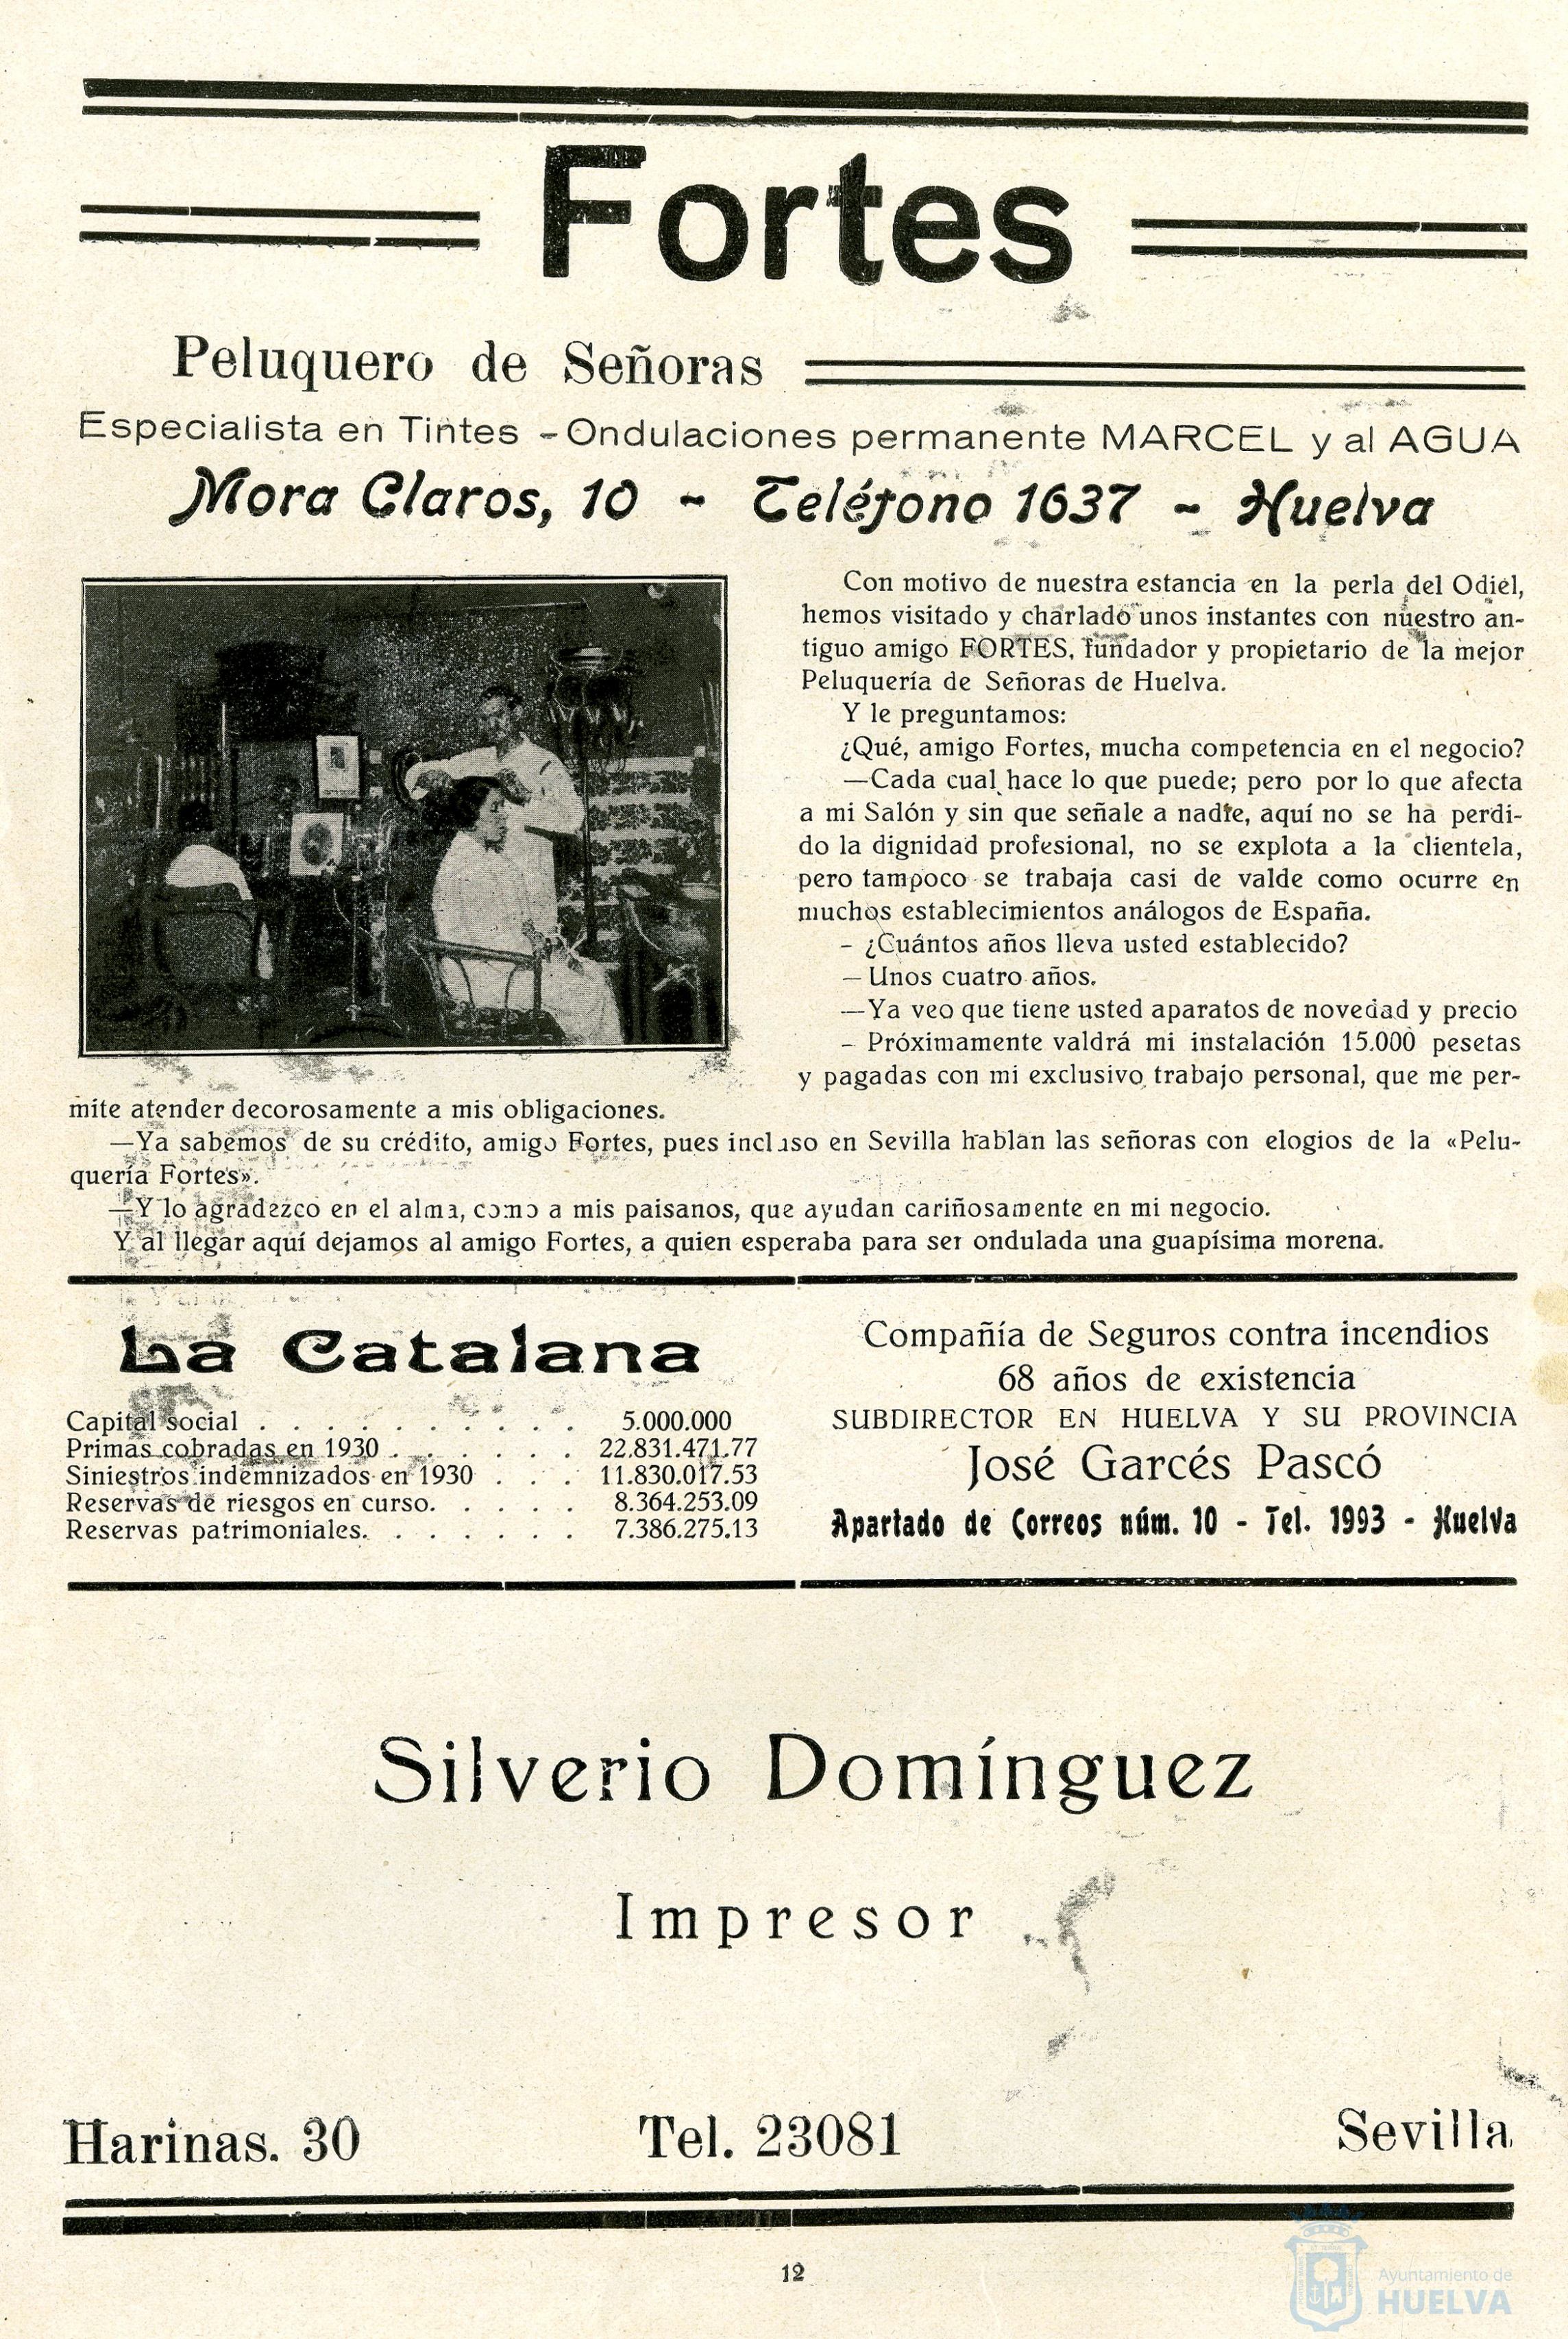 Fortes
Peluquero de Señoras
Especialista en Tintes - Ondulaciones permanente MARCEL y al AGUA
Mora Claros, 10 - Teléfono 1637 - Huelva
Con motivo de nuestra estancia en la perla del Odiel,
hemos visitado y charlado unos instantes con nuestro an-
tiguo amigo FORTES, fundador y propietario de la mejor
Peluquería de Señoras de Huelva.
Y le preguntamos:
¿Qué, amigo Fortes, mucha competencia en el negocio?
—Cada cual hace lo que puede; pero por lo que afecta
a mi Salón y sin que señale a nadie, aquí no se ha perdi-
do la dignidad profesional, no se explota a la clientela,
pero tampoco se trabaja casi de valde como ocurre en
muchos establecimientos análogos de España.
- ¿Cuántos años lleva usted establecido?
—Unos cuatro años.
—Ya veo que tiene usted aparatos de novedad y precio
- Próximamente valdrá mi instalación 15.000 pesetas
y pagadas con mi exclusivo trabajo personal, que me per-
mite atender decorosamente a mis obligaciones.
—Ya sabemos de su crédito, amigo Fortes, pues incluso en Sevilla hablan las señoras con elogios de la «Pelu-
quería Fortes».
—Y lo agradezco en el alma, como a mis paisanos, que ayudan cariñosamente en mi negocio.
Y al llegar aquí dejamos al amigo Fortes, a quien esperaba para ser ondulada una guapísima morena.
La Catalana
Capital social . . . . . . . . . . 5.000.000
Primas cobradas en 1930 . . . . . . 22.831.471.77
Siniestros indemnizados en 1930 . . . 11.830.017.53
Reservas de riesgos en curso. . . . . 8.364.253.09
Reservas patrimoniales. . . . . . . 7.386.275.13
Compañía de Seguros contra incendios
68 años de existencia
SUBDIRECTOR EN HUELVA Y SU PROVINCIA
José Garcés Pascó
Apartado de Correos núm. 10 - Tel. 1993 - Huelva
Silverio Domínguez
Impresor
Harinas. 30 Tel. 23081 Sevilla
12
Ayuntamiento de
HUELVA